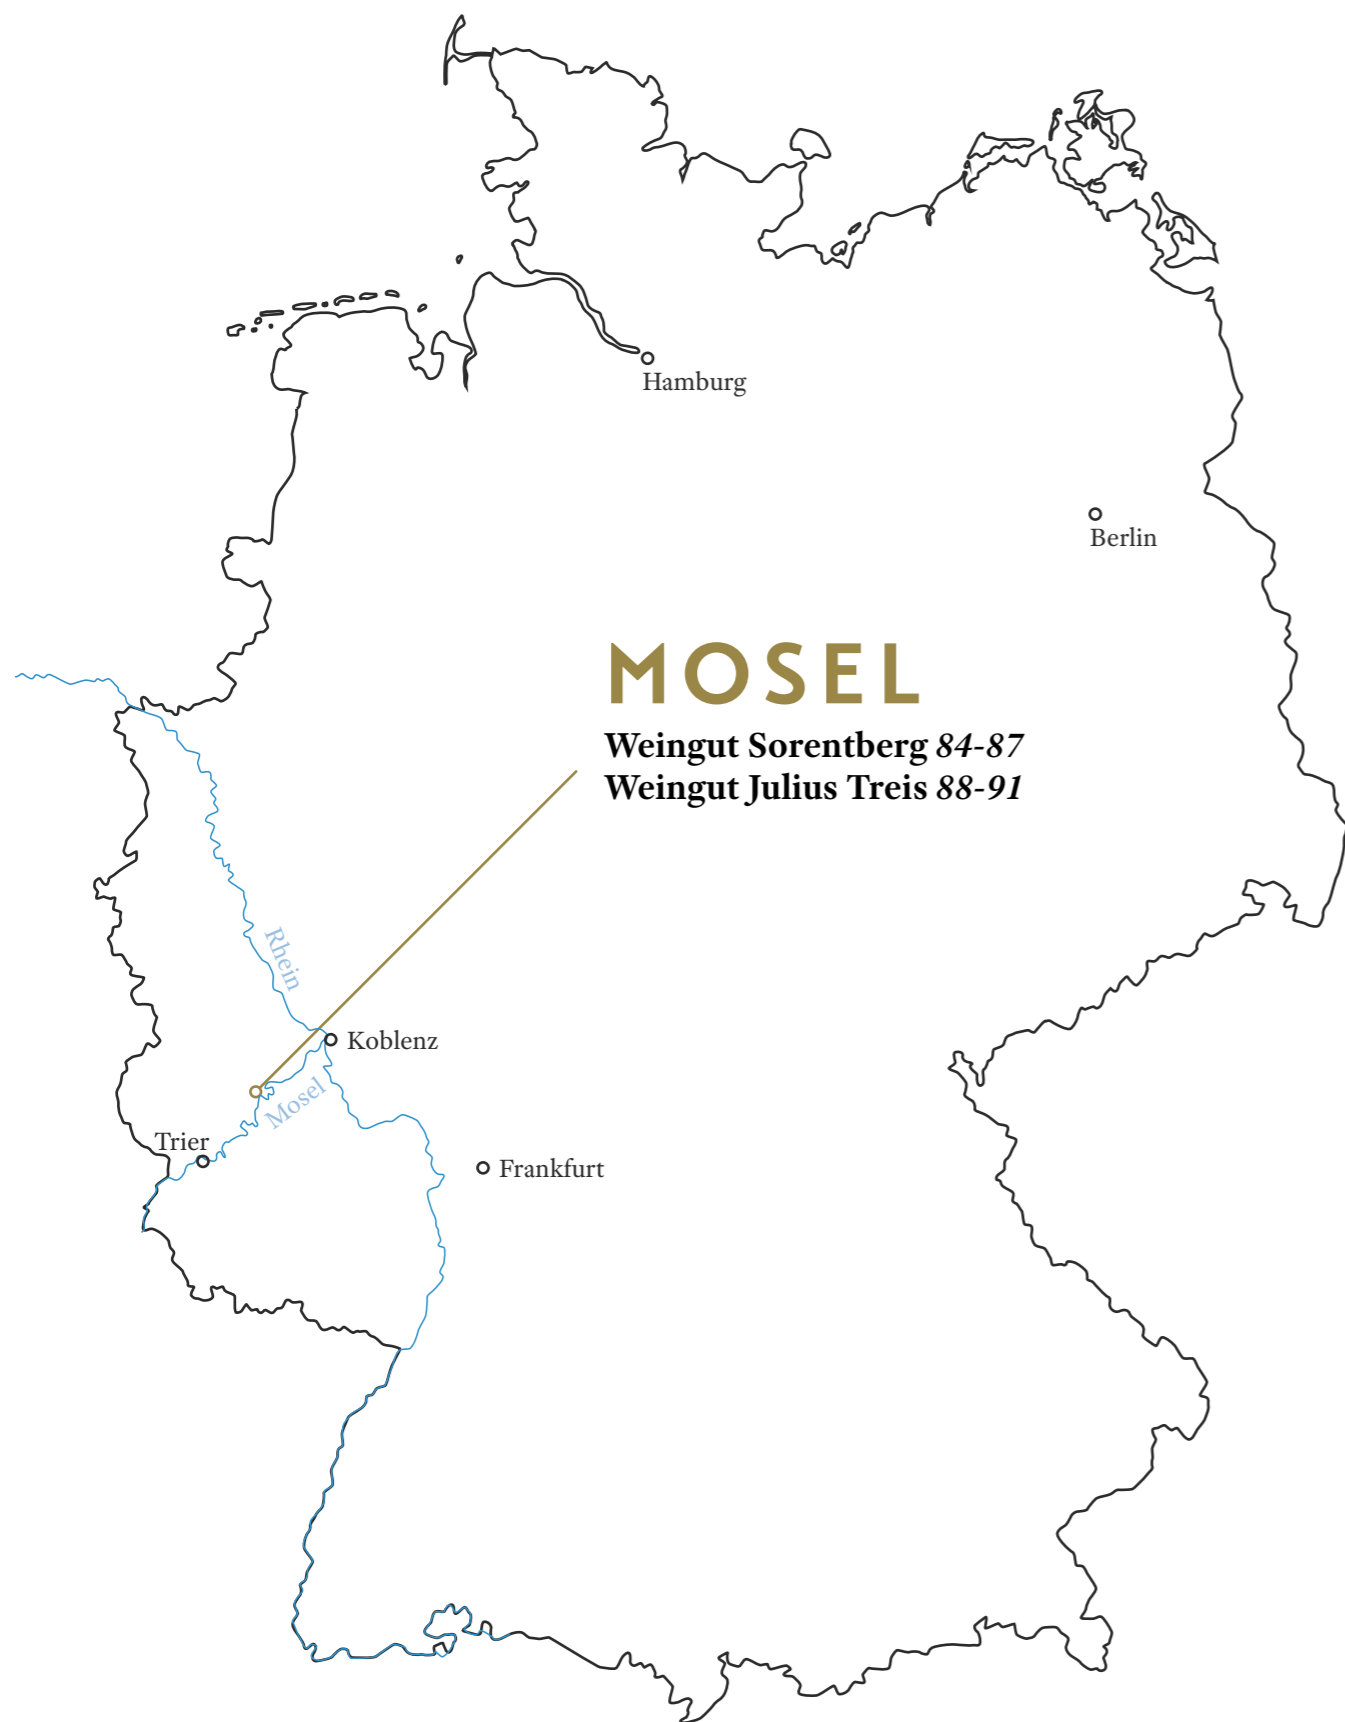 Hamburg
Berlin
MOSEL
Weingut Sorentberg 84-87
Weingut Julius Treis 88-91
Rhein
Koblenz
Mosel
Trier
Frankfurt